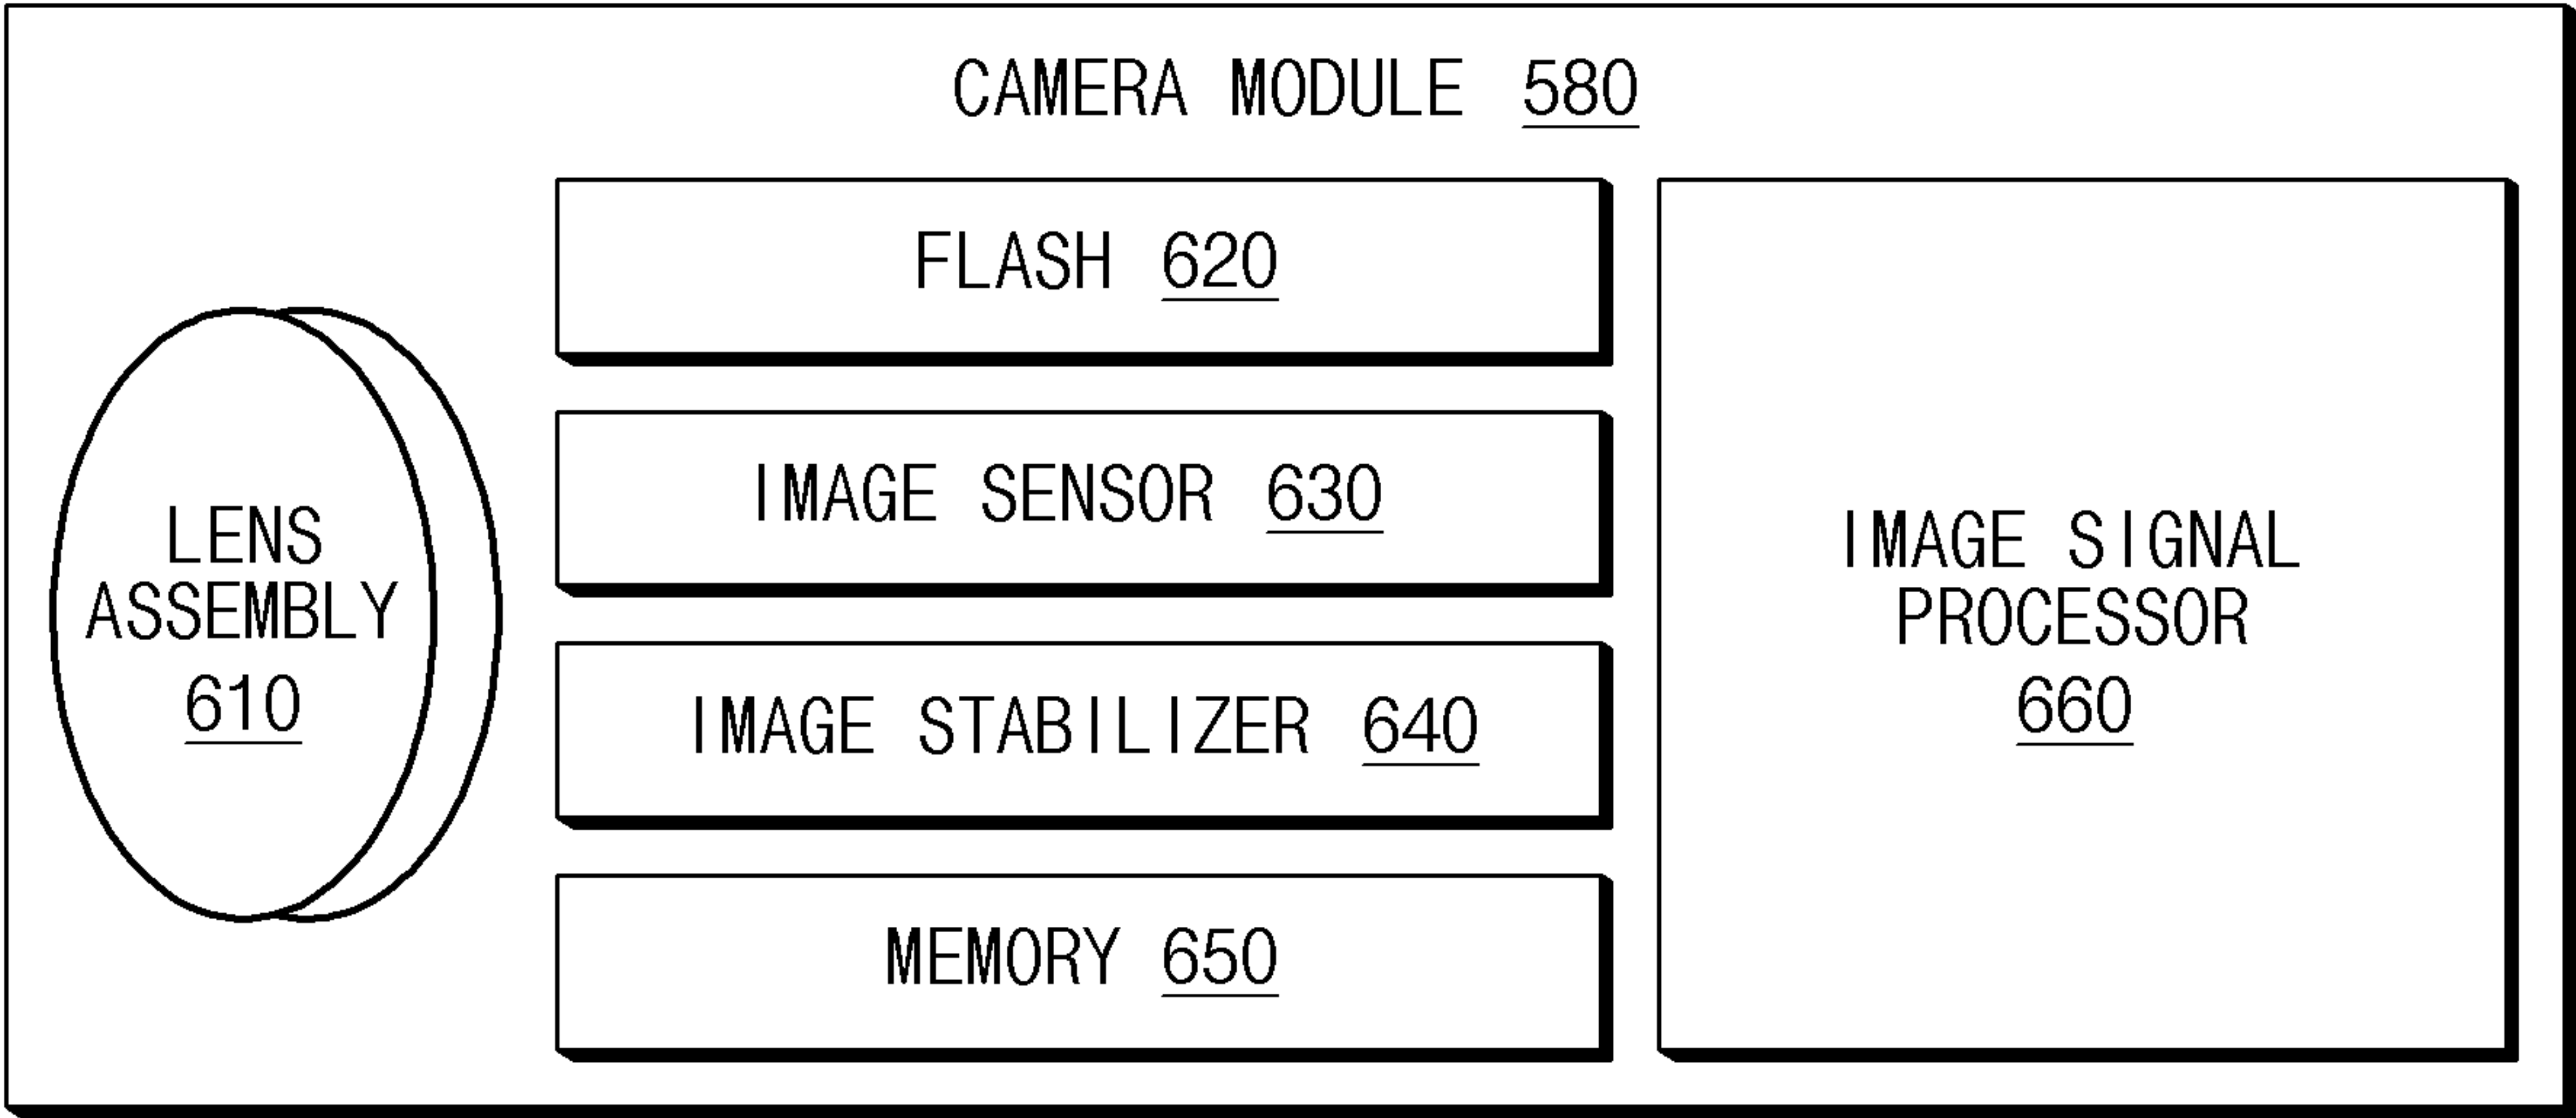 CAMERA MODULE 580
LENS
ASSEMBLY
610
FLASH 620
IMAGE SENSOR 630
IMAGE STABILIZER 640
MEMORY 650
IMAGE SIGNAL
PROCESSOR
660